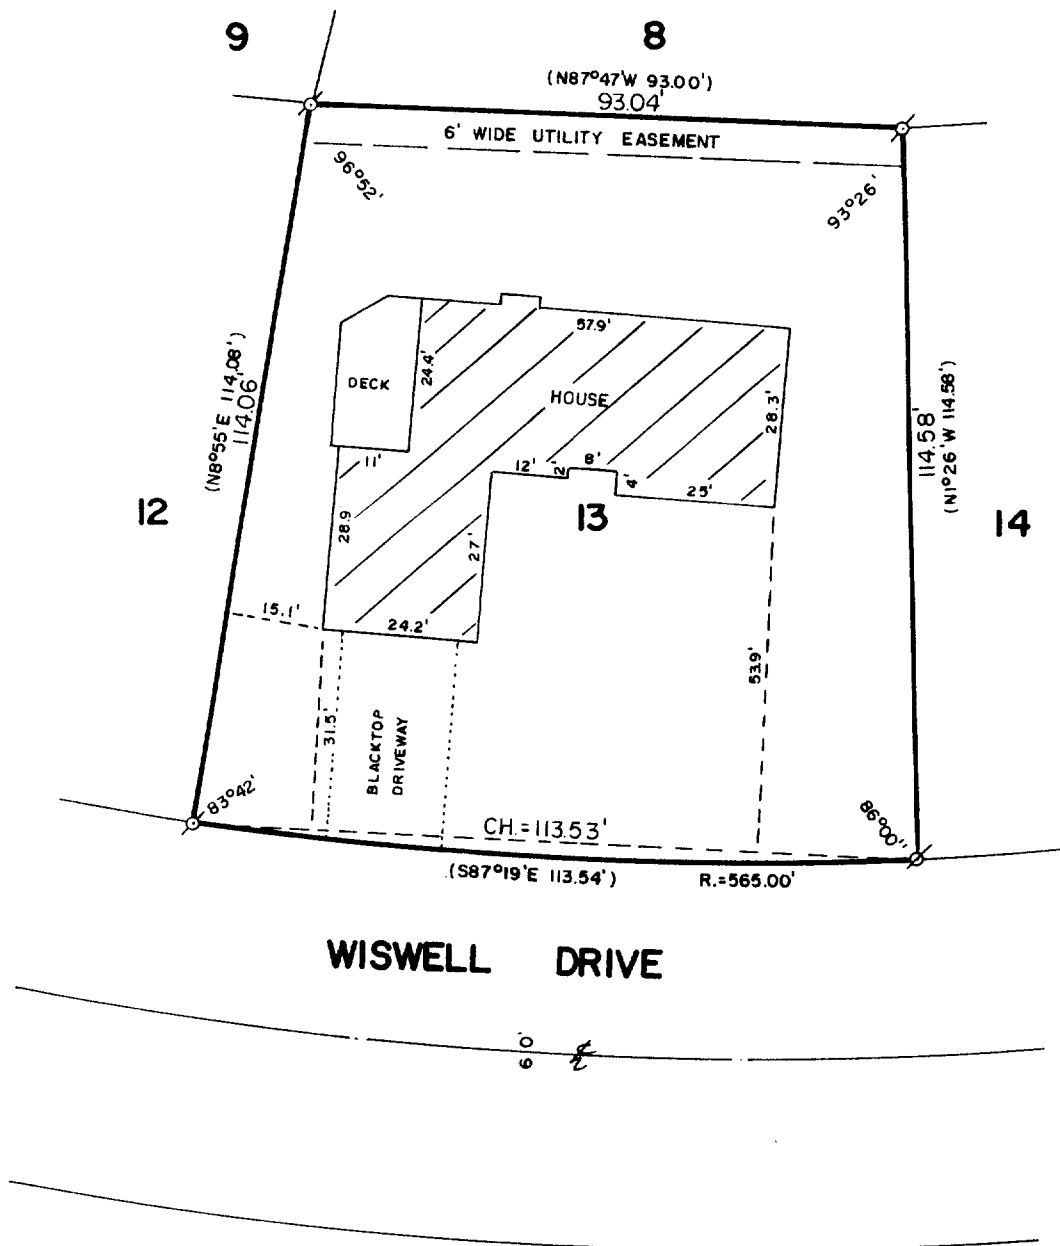 9
8
(N87°47'W 93.00')
93.04'
6' WIDE UTILITY EASEMENT
96°52'
93°26'
57.9'
24.4'
DECK
HOUSE
28.3'
(N8°55'E 114.08')
114.06'
114.58'
(N1°26'W 114.58')
11'
12'
2'
8'
4'
25'
12
28.9
27'
13
14
15.1'
24.2'
53.9'
31.5'
BLACKTOP
DRIVEWAY
83°42'
86°00"
CH.=113.53'
(S87°19'E 113.54')
R.=565.00'
WISWELL DRIVE
60'
℄